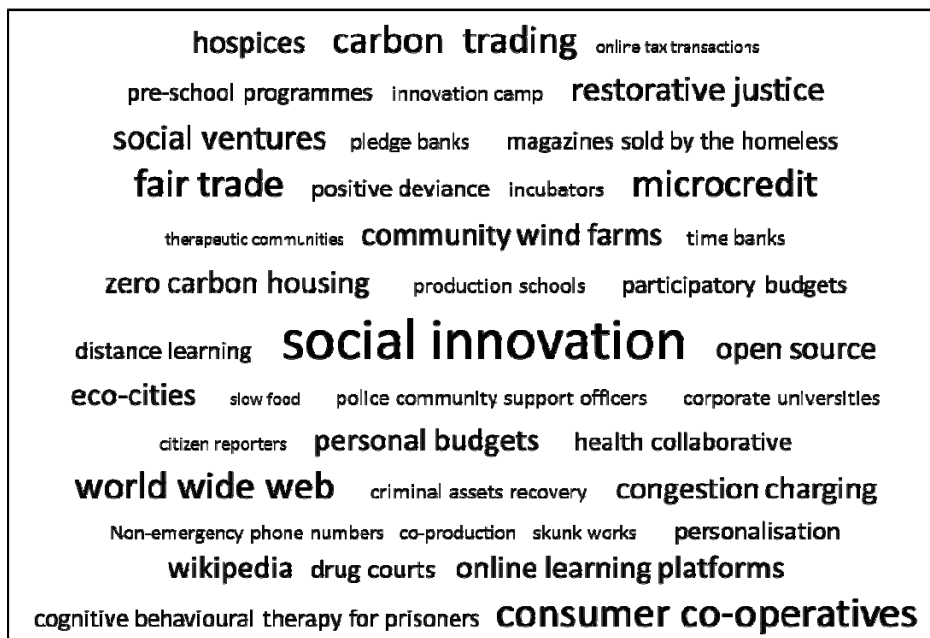 hospices carbon trading online tax transactions
pre-school programmes innovation camp restorative justice
social ventures pledge banks magazines sold by the homeless
fair trade positive deviance incubators microcredit
therapeutic communities community wind farms time banks
zero carbon housing production schools participatory budgets
distance learning social innovation open source
eco-cities slow food police community support officers corporate universities
citizen reporters personal budgets health collaborative
world wide web criminal assets recovery congestion charging
Non-emergency phone numbers co-production skunk works personalisation
wikipedia drug courts online learning platforms
cognitive behavioural therapy for prisoners consumer co-operatives